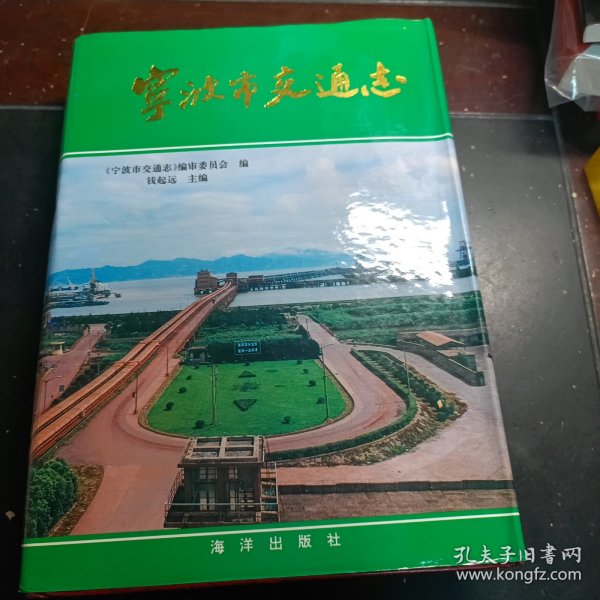 宁波市交通志
《宁波市交通志》编审委员会 编
钱起远 主编
海洋出版社
孔夫子旧书网
www.kongfz.com